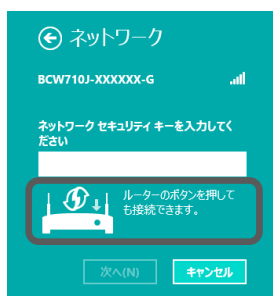 ネットワーク
BCW710J-XXXXXX-G
ネットワーク セキュリティ キーを入力してく
ださい
ルーターのボタンを押して
も接続できます。
次へ(N)
キャンセル